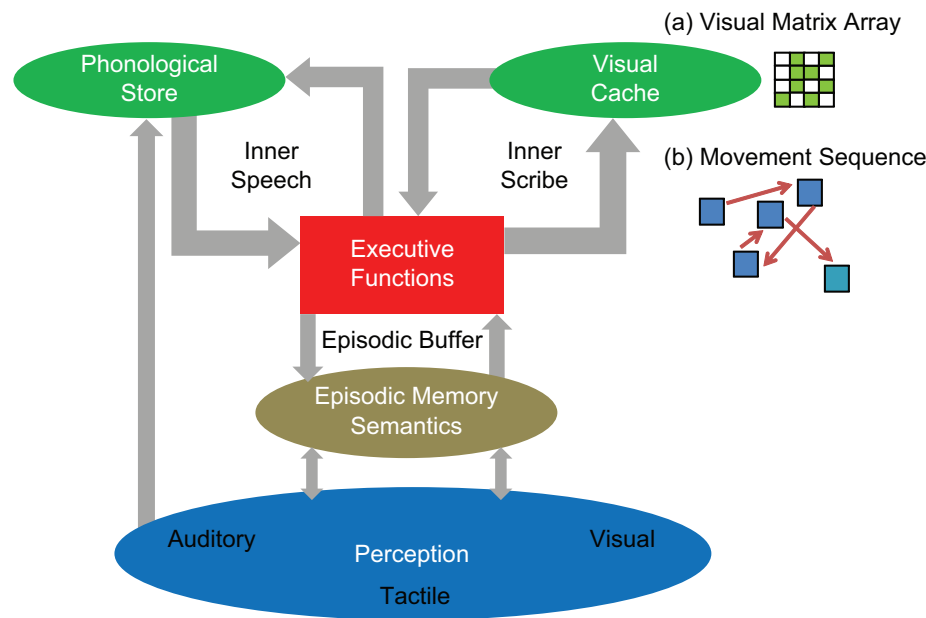 (a) Visual Matrix Array
Phonological
Store
Visual
Cache
Inner
Speech
Inner
Scribe
(b) Movement Sequence
Executive
Functions
Episodic Buffer
Episodic Memory
Semantics
Auditory
Visual
Perception
Tactile